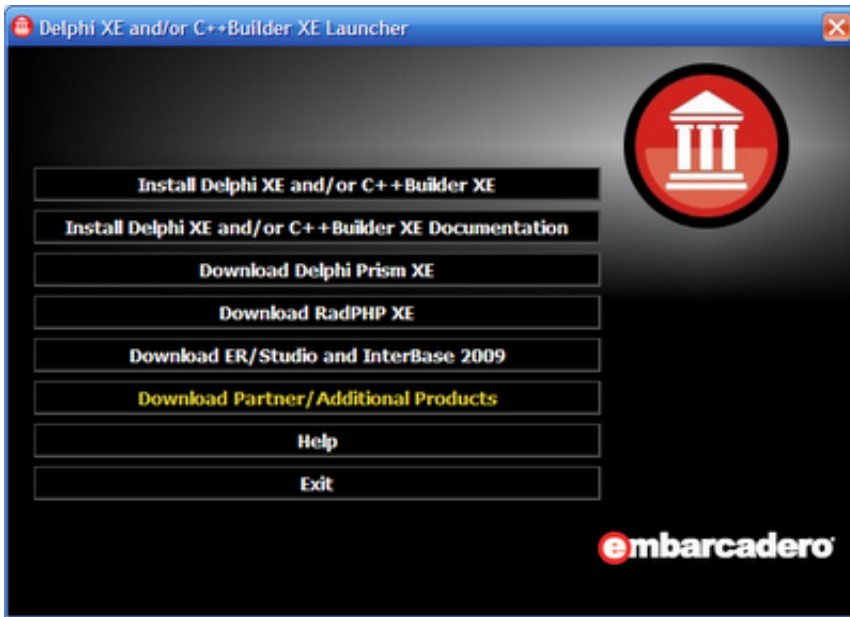 Delphi XE and/or C++Builder XE Launcher
Install Delphi XE and/or C++Builder XE
Install Delphi XE and/or C++Builder XE Documentation
Download Delphi Prism XE
Download RadPHP XE
Download ER/Studio and InterBase 2009
Download Partner/Additional Products
Help
Exit
embarcadero